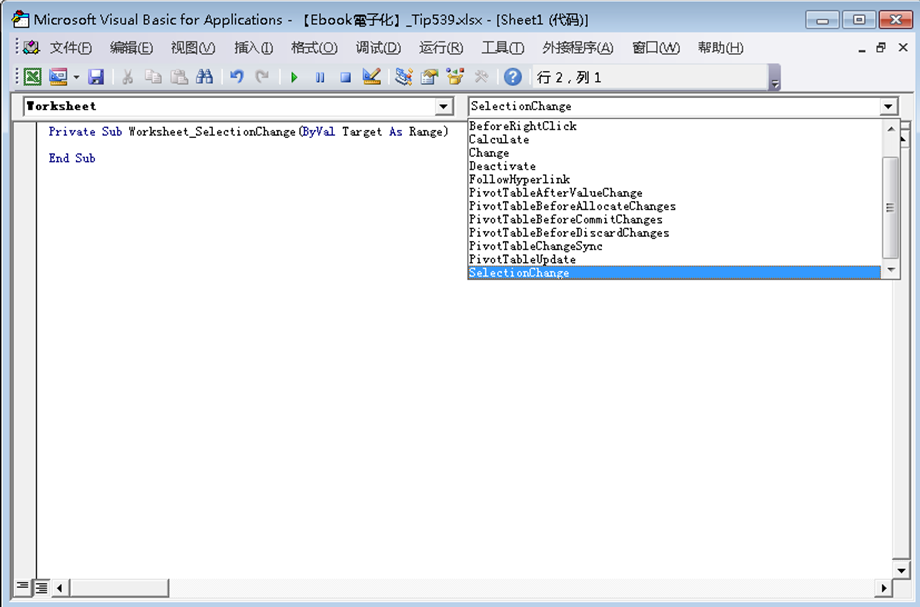 Microsoft Visual Basic for Applications - 【Ebook電子化】_Tip539.xlsx - [Sheet1 (代码)]
文件(F) 编辑(E) 视图(V) 插入(I) 格式(O) 调试(D) 运行(R) 工具(T) 外接程序(A) 窗口(W) 帮助(H)
行 2，列 1
Worksheet
SelectionChange
Private Sub Worksheet_SelectionChange(ByVal Target As Range)
End Sub
BeforeRightClick
Calculate
Change
Deactivate
FollowHyperlink
PivotTableAfterValueChange
PivotTableBeforeAllocateChanges
PivotTableBeforeCommitChanges
PivotTableBeforeDiscardChanges
PivotTableChangeSync
PivotTableUpdate
SelectionChange